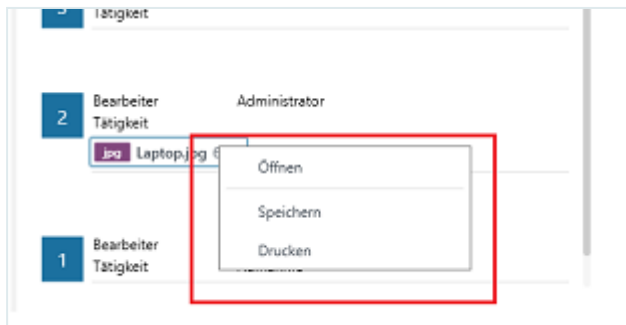 Tätigkeit
2
Bearbeiter Administrator
Tätigkeit
jpg Laptop.jpg
Öffnen
Speichern
Drucken
1
Bearbeiter
Tätigkeit